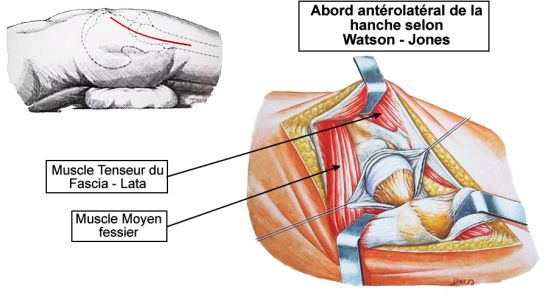 Abord antérolatéral de la
hanche selon
Watson - Jones
Muscle Tenseur du
Fascia - Lata
Muscle Moyen
fessier